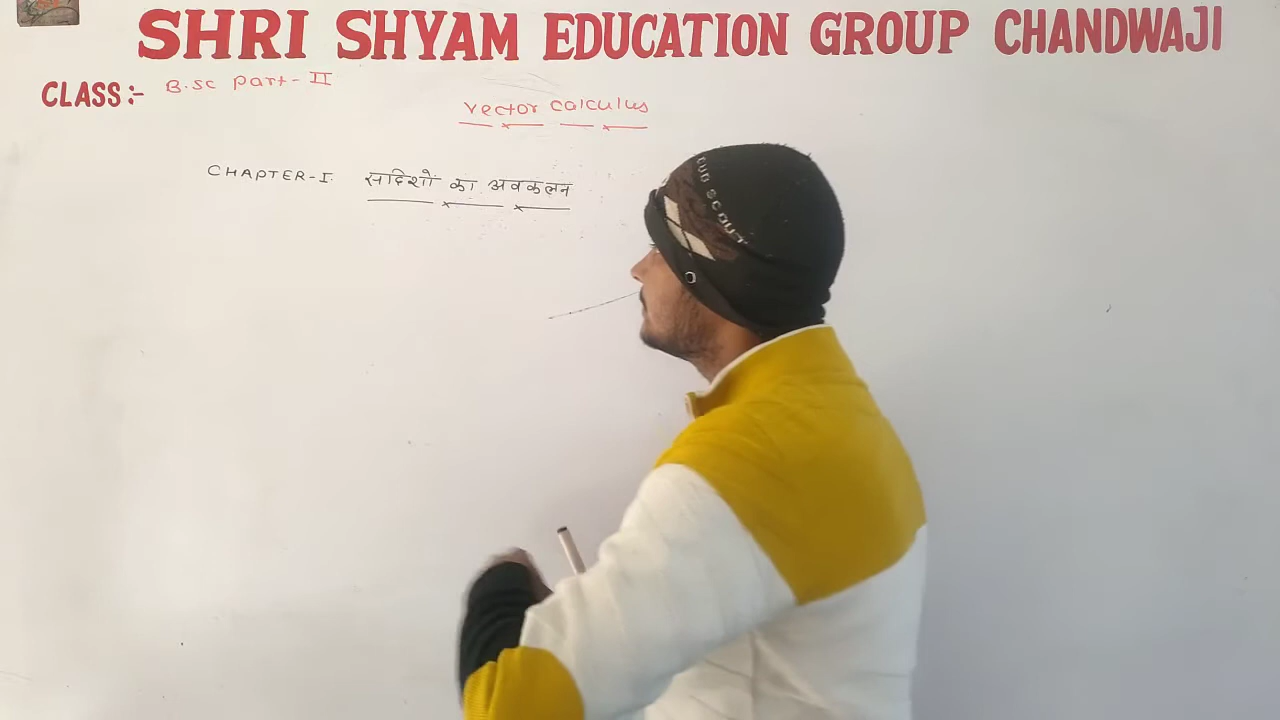 SHRI SHYAM EDUCATION GROUP CHANDWAJI
CLASS:- B.SC Part-II
Vector calculus
CHAPTER-I. सदिशों का अवकलन